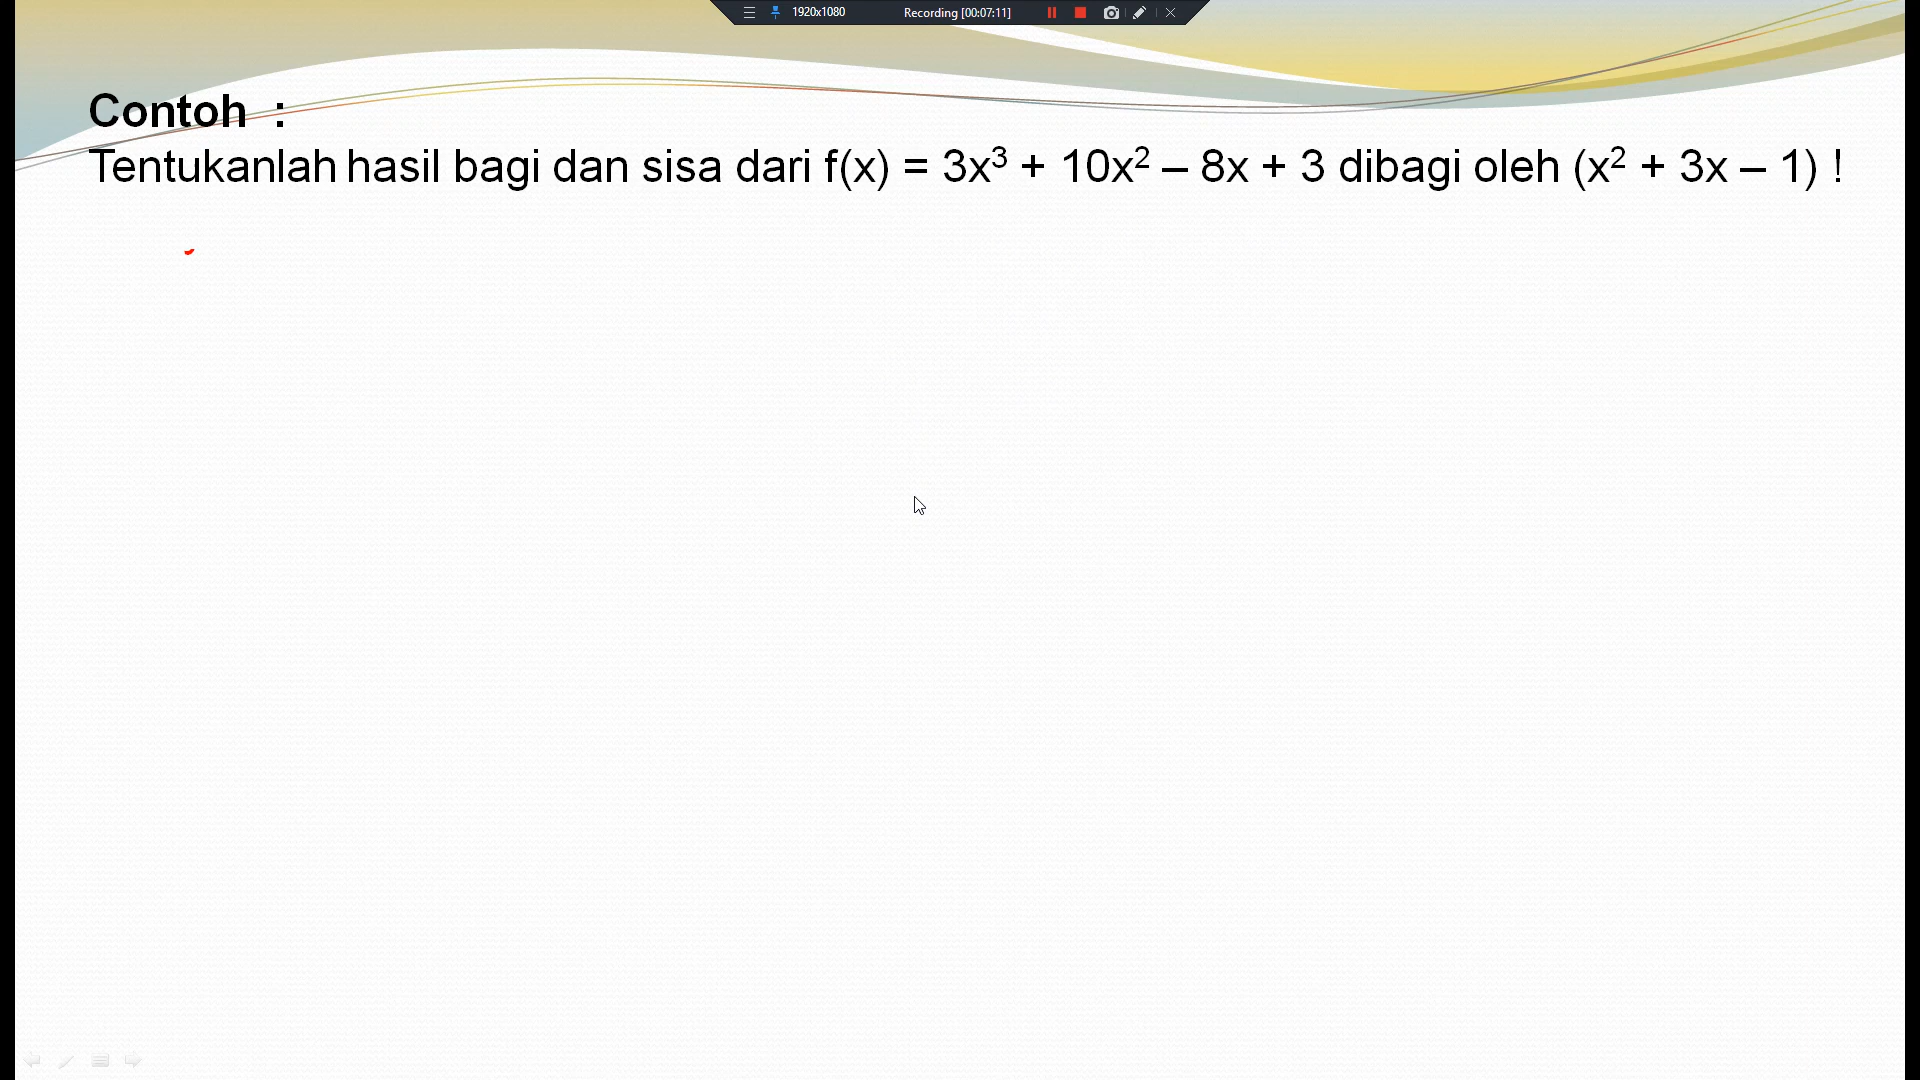 1920x1080 Recording [00:07:11]
Contoh :
Tentukanlah hasil bagi dan sisa dari f(x) = 3x³ + 10x² – 8x + 3 dibagi oleh (x² + 3x – 1) !